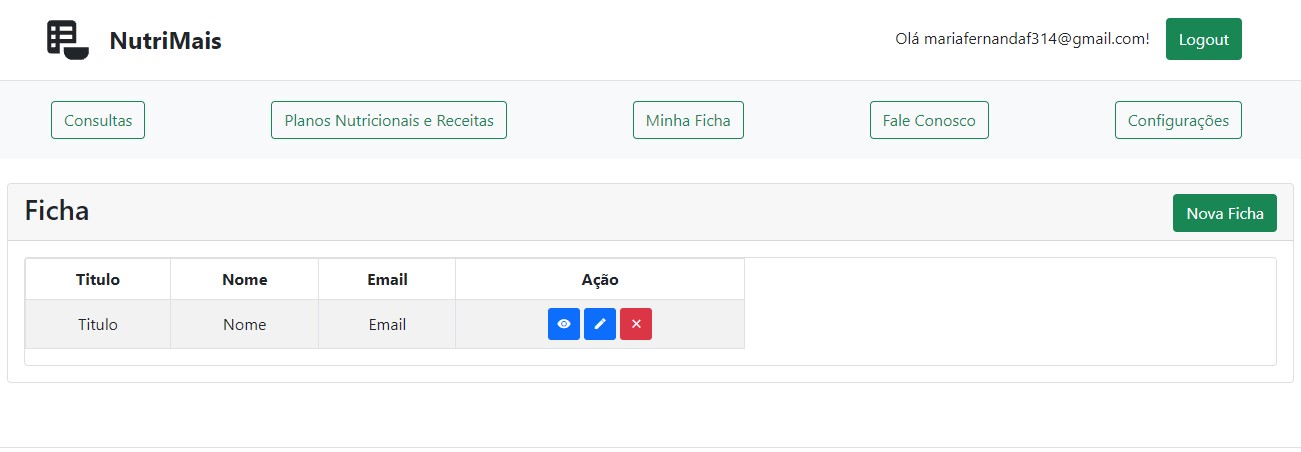 NutriMais
Olá mariafernandaf314@gmail.com! Logout
Consultas Planos Nutricionais e Receitas Minha Ficha Fale Conosco Configurações
Ficha Nova Ficha
Titulo Nome Email Ação
Titulo Nome Email